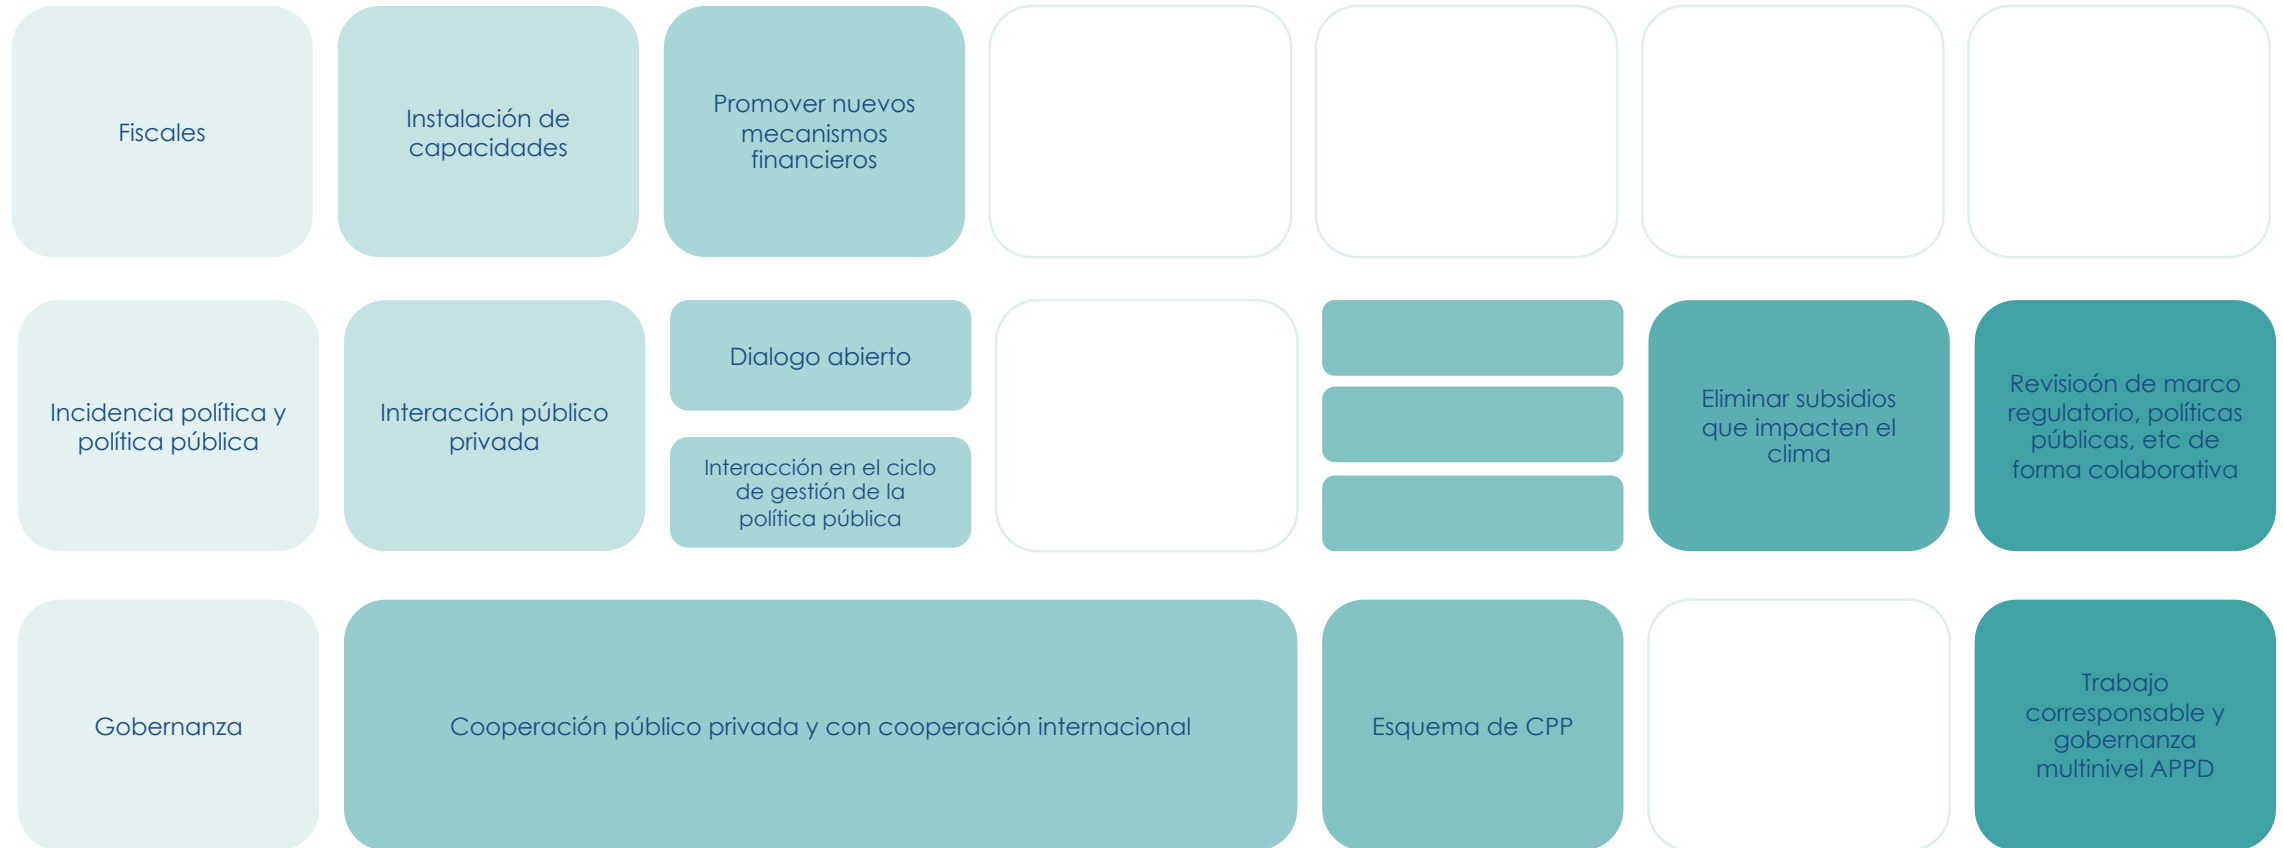 Fiscales
Instalación de
capacidades
Promover nuevos
mecanismos
financieros
Incidencia política y
política pública
Interacción público
privada
Dialogo abierto
Interacción en el ciclo
de gestión de la
política pública
Eliminar subsidios
que impacten el
clima
Revisioón de marco
regulatorio, políticas
públicas, etc de
forma colaborativa
Gobernanza
Cooperación público privada y con cooperación internacional
Esquema de CPP
Trabajo
corresponsable y
gobernanza
multinivel APPD